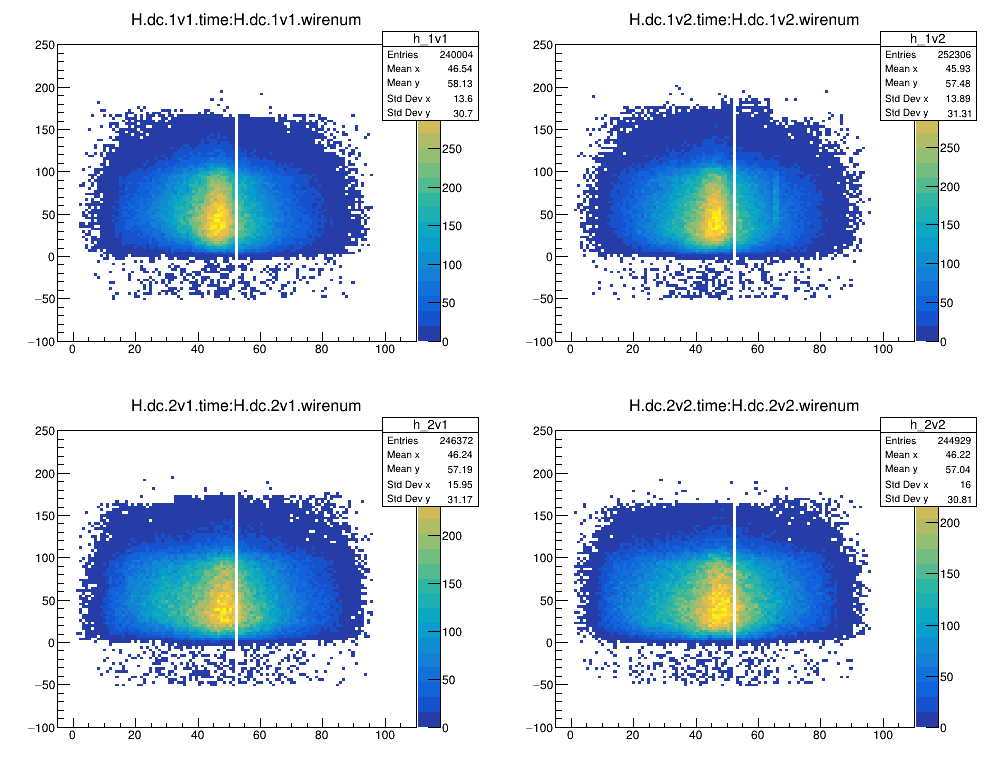 H.dc.1v1.time:H.dc.1v1.wirenum
h_1v1
Entries 240004
Mean x 46.54
Mean y 58.13
Std Dev x 13.6
Std Dev y 30.7
250
200
150
100
50
0
−50
−100
0 20 40 60 80 100
250
200
150
100
50
0
H.dc.1v2.time:H.dc.1v2.wirenum
h_1v2
Entries 252306
Mean x 45.93
Mean y 57.48
Std Dev x 13.89
Std Dev y 31.31
250
200
150
100
50
0
−50
−100
0 20 40 60 80 100
250
200
150
100
50
0
H.dc.2v1.time:H.dc.2v1.wirenum
h_2v1
Entries 246372
Mean x 46.24
Mean y 57.19
Std Dev x 15.95
Std Dev y 31.17
250
200
150
100
50
0
−50
−100
0 20 40 60 80 100
200
150
100
50
0
H.dc.2v2.time:H.dc.2v2.wirenum
h_2v2
Entries 244929
Mean x 46.22
Mean y 57.04
Std Dev x 16
Std Dev y 30.81
250
200
150
100
50
0
−50
−100
0 20 40 60 80 100
200
150
100
50
0